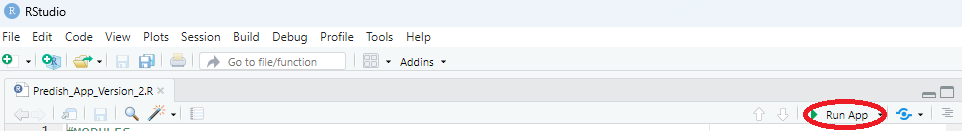 RStudio
File Edit Code View Plots Session Build Debug Profile Tools Help
Go to file/function Addins
Predish_App_Version_2.R
Run App
1 #MODULES